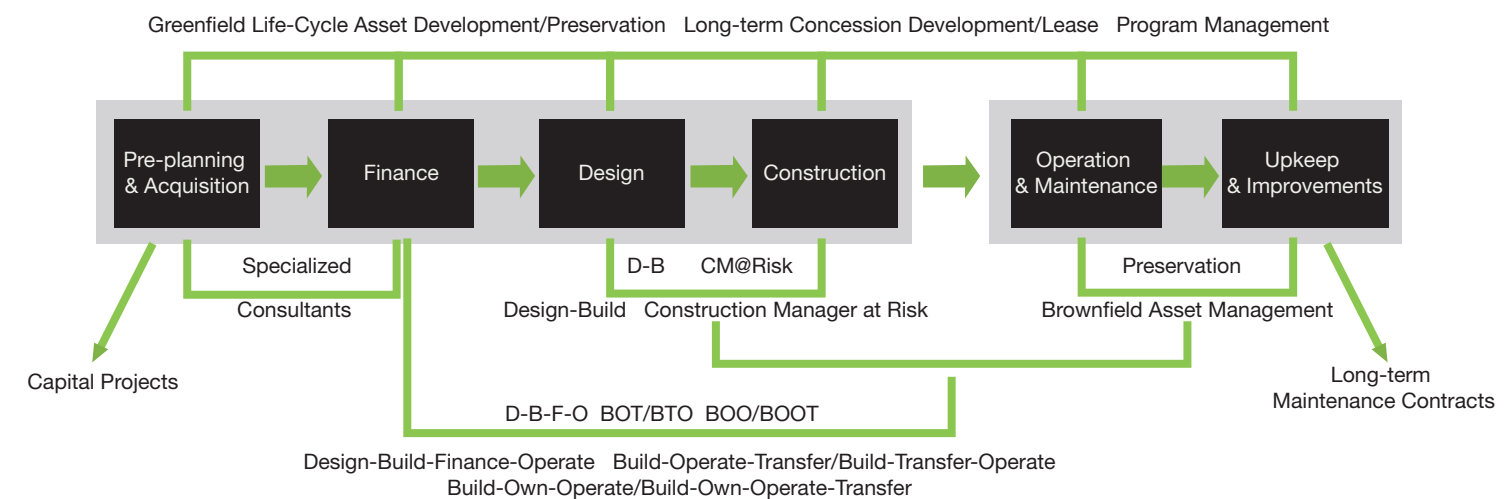 Greenfield Life-Cycle Asset Development/Preservation Long-term Concession Development/Lease Program Management
Pre-planning
& Acquisition
Finance
Design
Construction
Operation
& Maintenance
Upkeep
& Improvements
Specialized
Consultants
D-B CM@Risk
Design-Build Construction Manager at Risk
Preservation
Brownfield Asset Management
Capital Projects
Long-term
Maintenance Contracts
D-B-F-O BOT/BTO BOO/BOOT
Design-Build-Finance-Operate Build-Operate-Transfer/Build-Transfer-Operate
Build-Own-Operate/Build-Own-Operate-Transfer